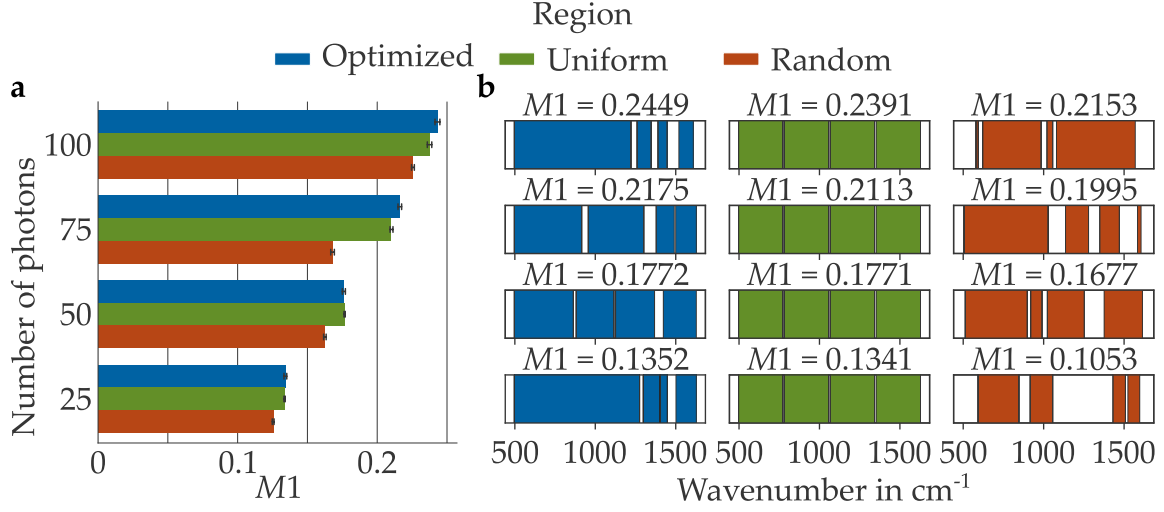 Region
Optimized Uniform Random
a
Number of photons
100
75
50
25
0 0.1 0.2
M1
b
M1 = 0.2449 M1 = 0.2391 M1 = 0.2153
M1 = 0.2175 M1 = 0.2113 M1 = 0.1995
M1 = 0.1772 M1 = 0.1771 M1 = 0.1677
M1 = 0.1352 M1 = 0.1341 M1 = 0.1053
500 1000 1500 500 1000 1500 500 1000 1500
Wavenumber in cm⁻¹